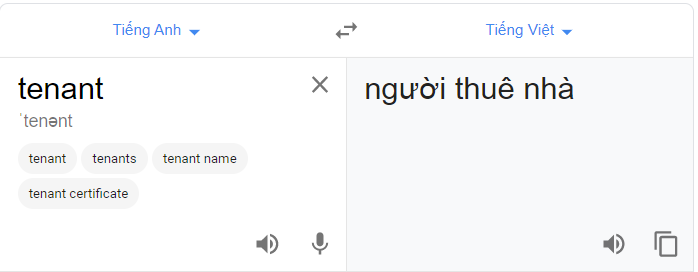 Tiếng Anh
Tiếng Việt
tenant
ˈtenənt
tenant
tenants
tenant name
tenant certificate
người thuê nhà